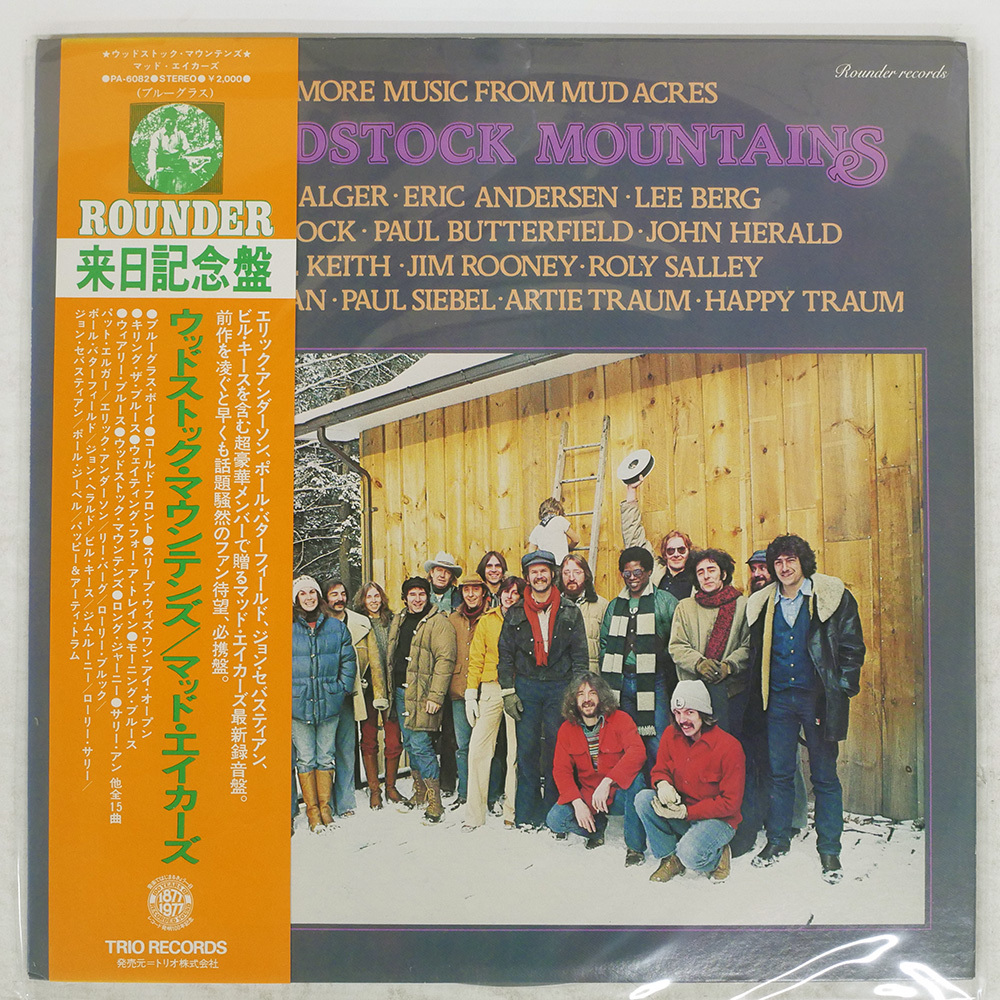 ★ウッドストック・マウンテンズ★
マッド・エイカーズ
●PA-6082●STEREO●￥2,000●
(ブルーグラス)
ROUNDER
来日記念盤
エリック・アンダーソン、ポール・バターフィールド、ジョン・セバスティアン、
ビル・キースを含む超豪華メンバーで贈るマッド・エイカーズ最新録音盤。
前作を凌ぐと早くも話題騒然のファン待望、必携盤。
ウッドストック・マウンテンズ/マッド・エイカーズ
●ブルーグラス・ボーイ●コールド・フロント●スリープ・ウィズ・ワン・アイ・オープン
●キリング・ザ・ブルース●ウェイティング・フォー・ア・トレイン●モーニング・ブルース
●ウィアリー・ブルース●ウッドストック・マウンテンズ●ロング・ジャーニー●サリー・アン 他全15曲
パット・エルガー/エリック・アンダーソン/リー・バーグ/ローリー・ブロック/
ポール・バターフィールド/ジョン・ヘラルド/ビル・キース/ジム・ルーニー/ローリー・サリー/
ジョン・セバスティアン/ポール・ジーベル/ハッピー&アーティ・トラム
1877
1977
TRIO RECORDS
発売元=トリオ株式会社
Rounder records
MORE MUSIC FROM MUD ACRES
DSTOCK MOUNTAINS
ALGER・ERIC ANDERSEN・LEE BERG
OCK・PAUL BUTTERFIELD・JOHN HERALD
KEITH・JIM ROONEY・ROLY SALLEY
AN・PAUL SIEBEL・ARTIE TRAUM・HAPPY TRAUM